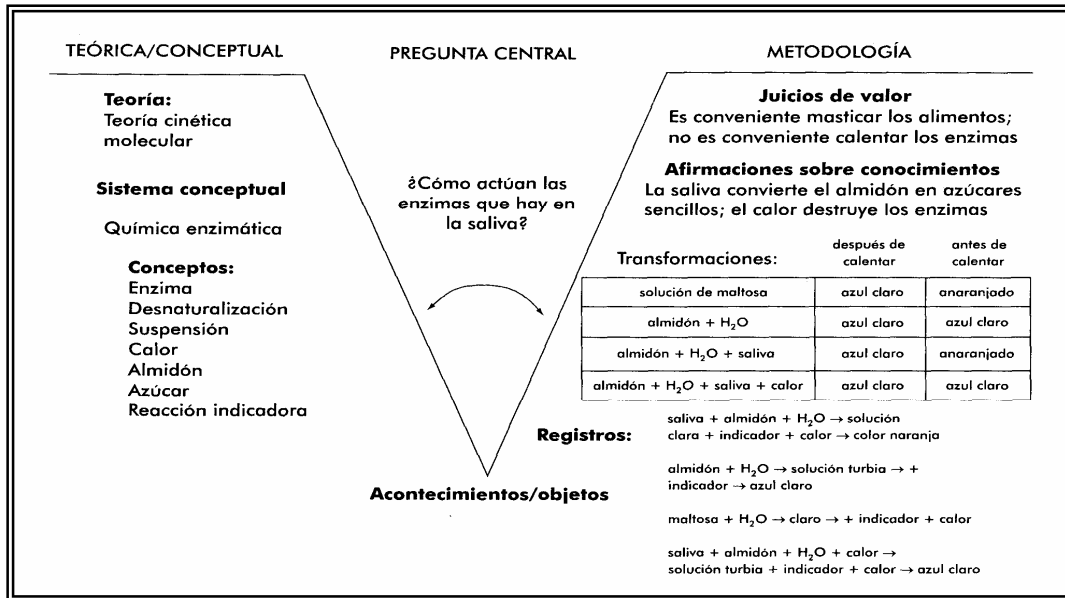 TEÓRICA/CONCEPTUAL
Teoría:
Teoría cinética
molecular
Sistema conceptual
Química enzimática
Conceptos:
Enzima
Desnaturalización
Suspensión
Calor
Almidón
Azúcar
Reacción indicadora
PREGUNTA CENTRAL
¿Cómo actúan las
enzimas que hay en
la saliva?
Acontecimientos/objetos
METODOLOGÍA
Juicios de valor
Es conveniente masticar los alimentos;
no es conveniente calentar los enzimas
Afirmaciones sobre conocimientos
La saliva convierte el almidón en azúcares
sencillos; el calor destruye los enzimas
Transformaciones: después de calentar antes de calentar
solución de maltosa azul claro anaranjado
almidón + H₂O azul claro azul claro
almidón + H₂O + saliva azul claro anaranjado
almidón + H₂O + saliva + calor azul claro azul claro
Registros:
saliva + almidón + H₂O → solución
clara + indicador + calor → color naranja
almidón + H₂O → solución turbia → +
indicador → azul claro
maltosa + H₂O → claro → + indicador + calor
saliva + almidón + H₂O + calor →
solución turbia + indicador + calor → azul claro